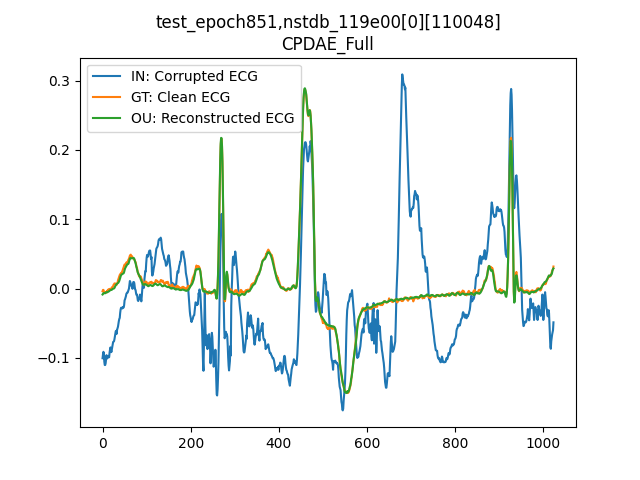 test_epoch851,nstdb_119e00[0][110048]
CPDAE_Full
IN: Corrupted ECG
GT: Clean ECG
OU: Reconstructed ECG
0.3
0.2
0.1
0.0
−0.1
0 200 400 600 800 1000